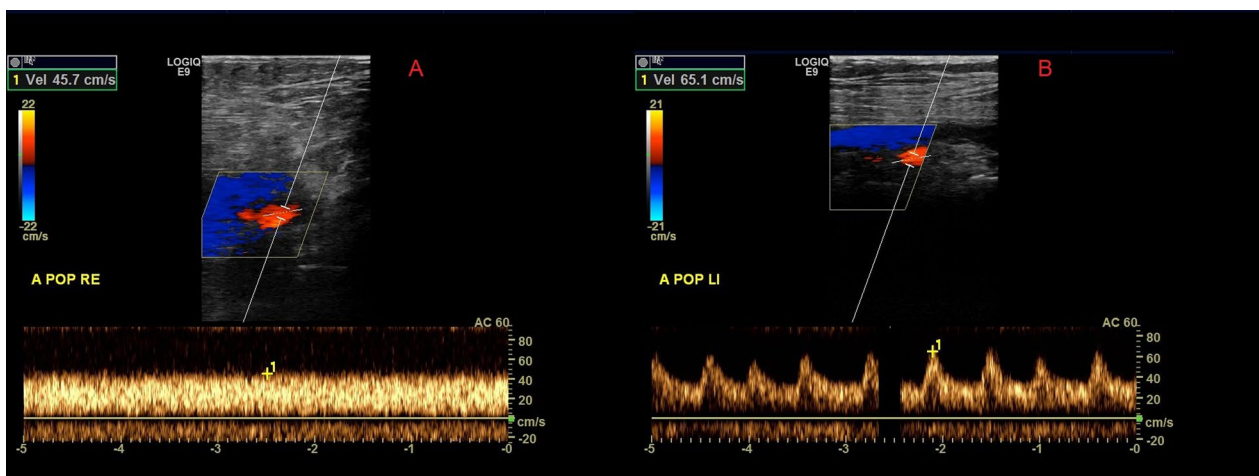 A
LOGIQ
E9
1 Vel 45.7 cm/s
22
-22
cm/s
A POP RE
AC 60
80
60
40
20
cm/s
-20
1
-5 -4 -3 -2 -1 -0
B
LOGIQ
E9
1 Vel 65.1 cm/s
21
-21
cm/s
A POP LI
AC 60
80
60
40
20
cm/s
-20
1
-5 -4 -3 -2 -1 -0